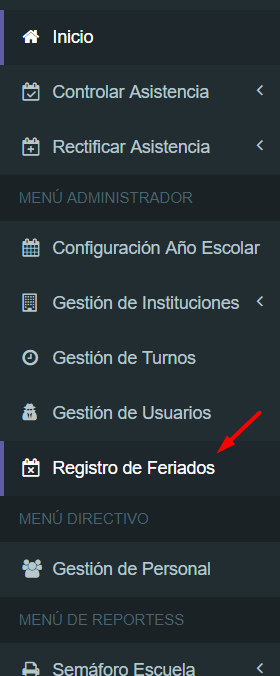 Inicio
Controlar Asistencia
Rectificar Asistencia
MENÚ ADMINISTRADOR
Configuración Año Escolar
Gestión de Instituciones
Gestión de Turnos
Gestión de Usuarios
Registro de Feriados
MENÚ DIRECTIVO
Gestión de Personal
MENÚ DE REPORTESS
Semáforo Escuela